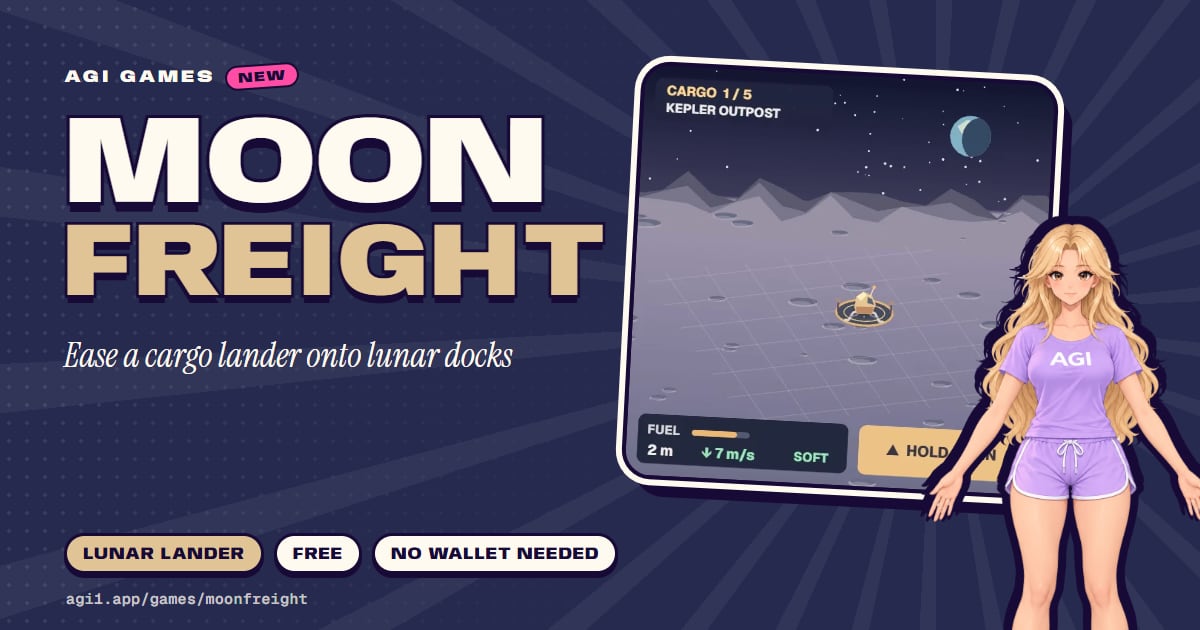 AGI GAMES NEW
MOON
FREIGHT
Ease a cargo lander onto lunar docks
LUNAR LANDER
FREE
NO WALLET NEEDED
agi1.app/games/moonfreight
CARGO 1 / 5
KEPLER OUTPOST
FUEL
2 m ↓ 7 m/s SOFT
▲ HOLD
AGI